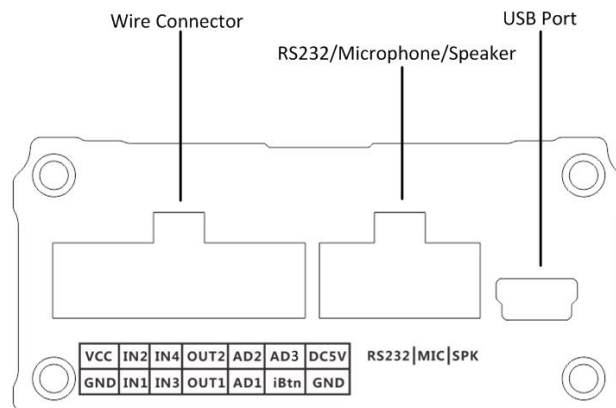 Wire Connector
USB Port
RS232/Microphone/Speaker
VCC IN2 IN4 OUT2 AD2 AD3 DC5V
RS232|MIC|SPK
GND IN1 IN3 OUT1 AD1 iBtn GND